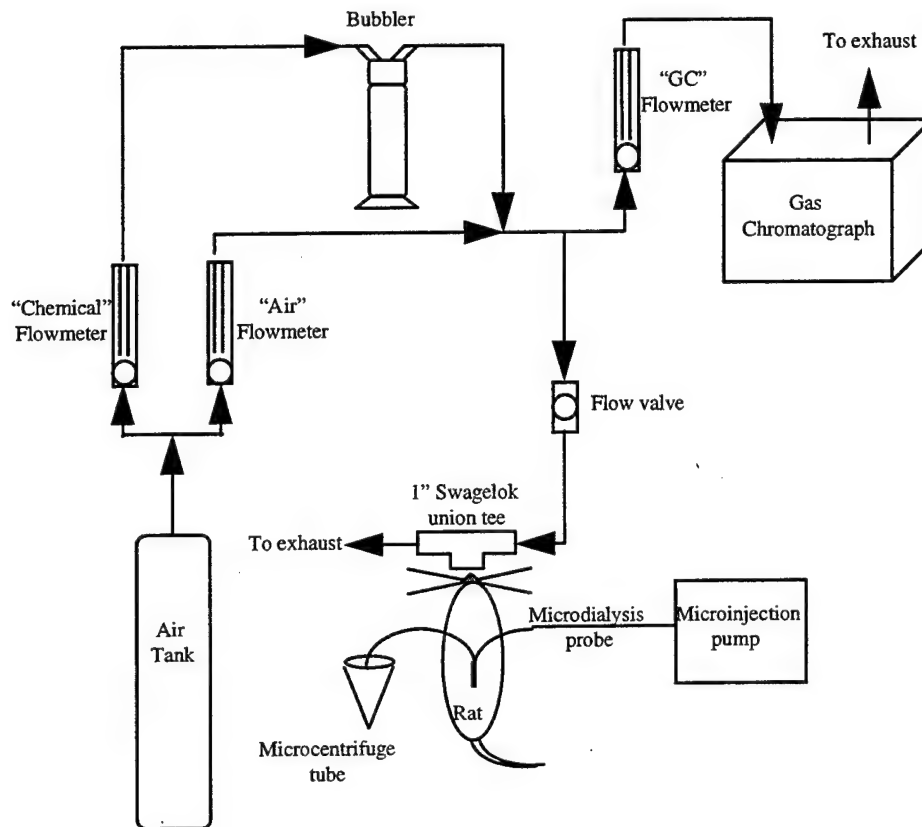 Bubbler
To exhaust
“GC”
Flowmeter
Gas
Chromatograph
“Chemical”
Flowmeter
“Air”
Flowmeter
Flow valve
1” Swagelok
union tee
To exhaust
Air
Tank
Microdialysis
probe
Microinjection
pump
Rat
Microcentrifuge
tube